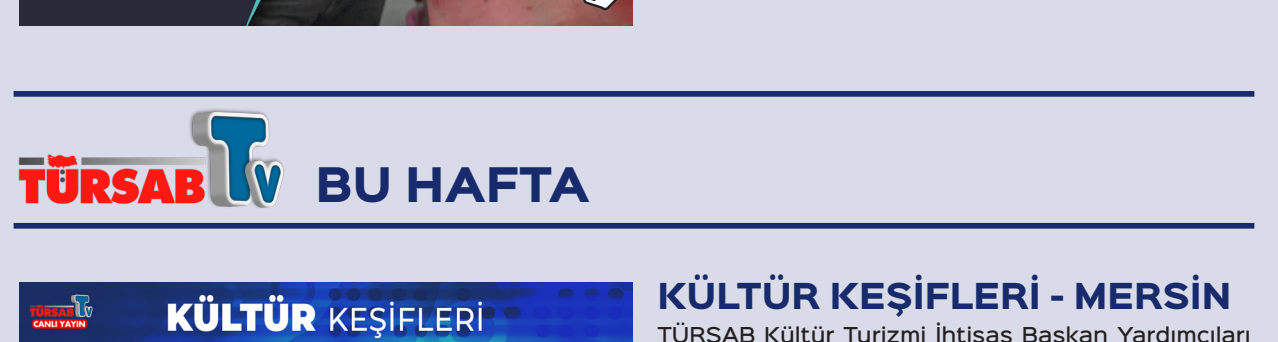 TÜRSAB Tv BU HAFTA
TÜRSAB Tv
CANLI YAYIN
KÜLTÜR KEŞİFLERİ
KÜLTÜR KEŞİFLERİ - MERSİN
TÜRSAB Kültür Turizmi İhtisas Başkan Yardımcıları